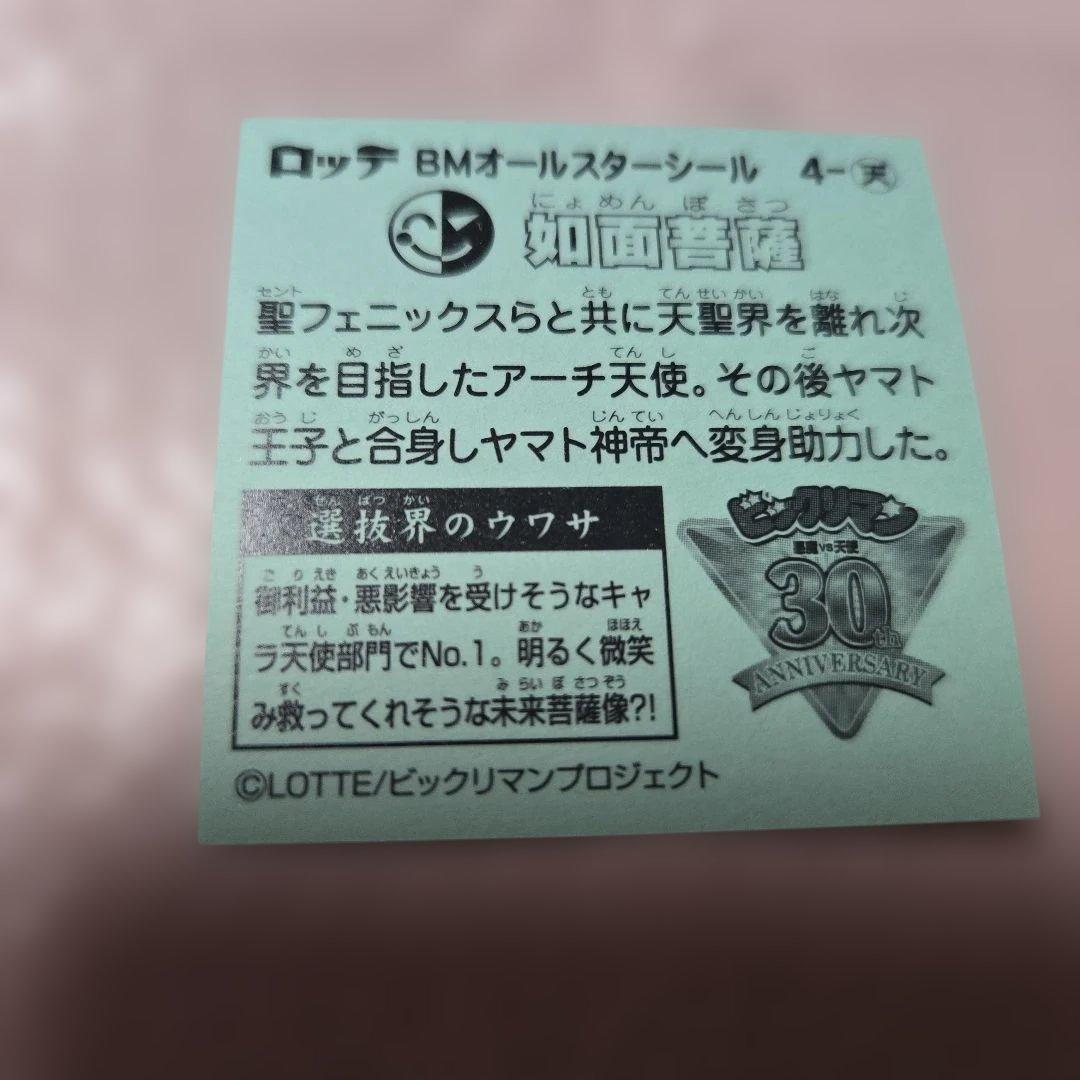 ロッテ BMオールスターシール 4-天
にょめんぼさつ
如面菩薩
セント とも てんせいかい はな じ
聖フェニックスらと共に天聖界を離れ次
かい めざ てんし ご
界を目指したアーチ天使。その後ヤマト
おうじ がっしん じんてい へんしんじょりょく
王子と合身しヤマト神帝へ変身助力した。
せんばつかい
選抜界のウワサ
ごりえき あくえいきょう う
御利益・悪影響を受けそうなキャ
てんしぶもん あか ほほえ
ラ天使部門でNo.1。明るく微笑
すく みらいぼさつぞう
み救ってくれそうな未来菩薩像?!
ビックリマン
悪魔VS天使
30th
ANNIVERSARY
©LOTTE/ビックリマンプロジェクト